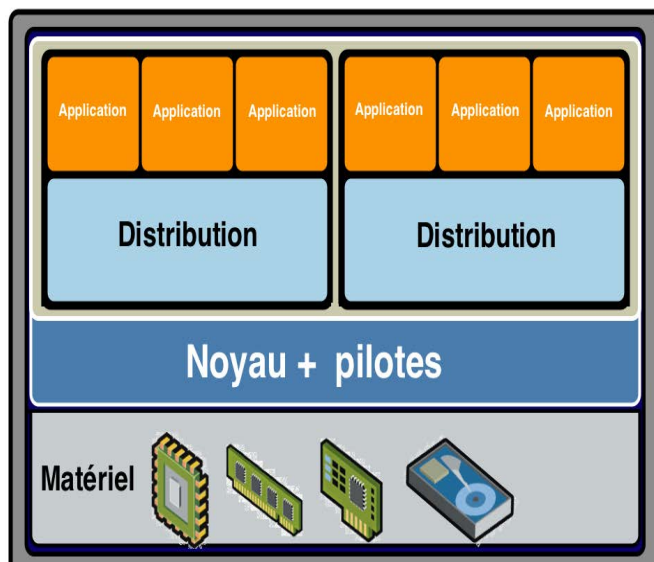 Application Application Application Application Application Application
Distribution Distribution
Noyau + pilotes
Matériel